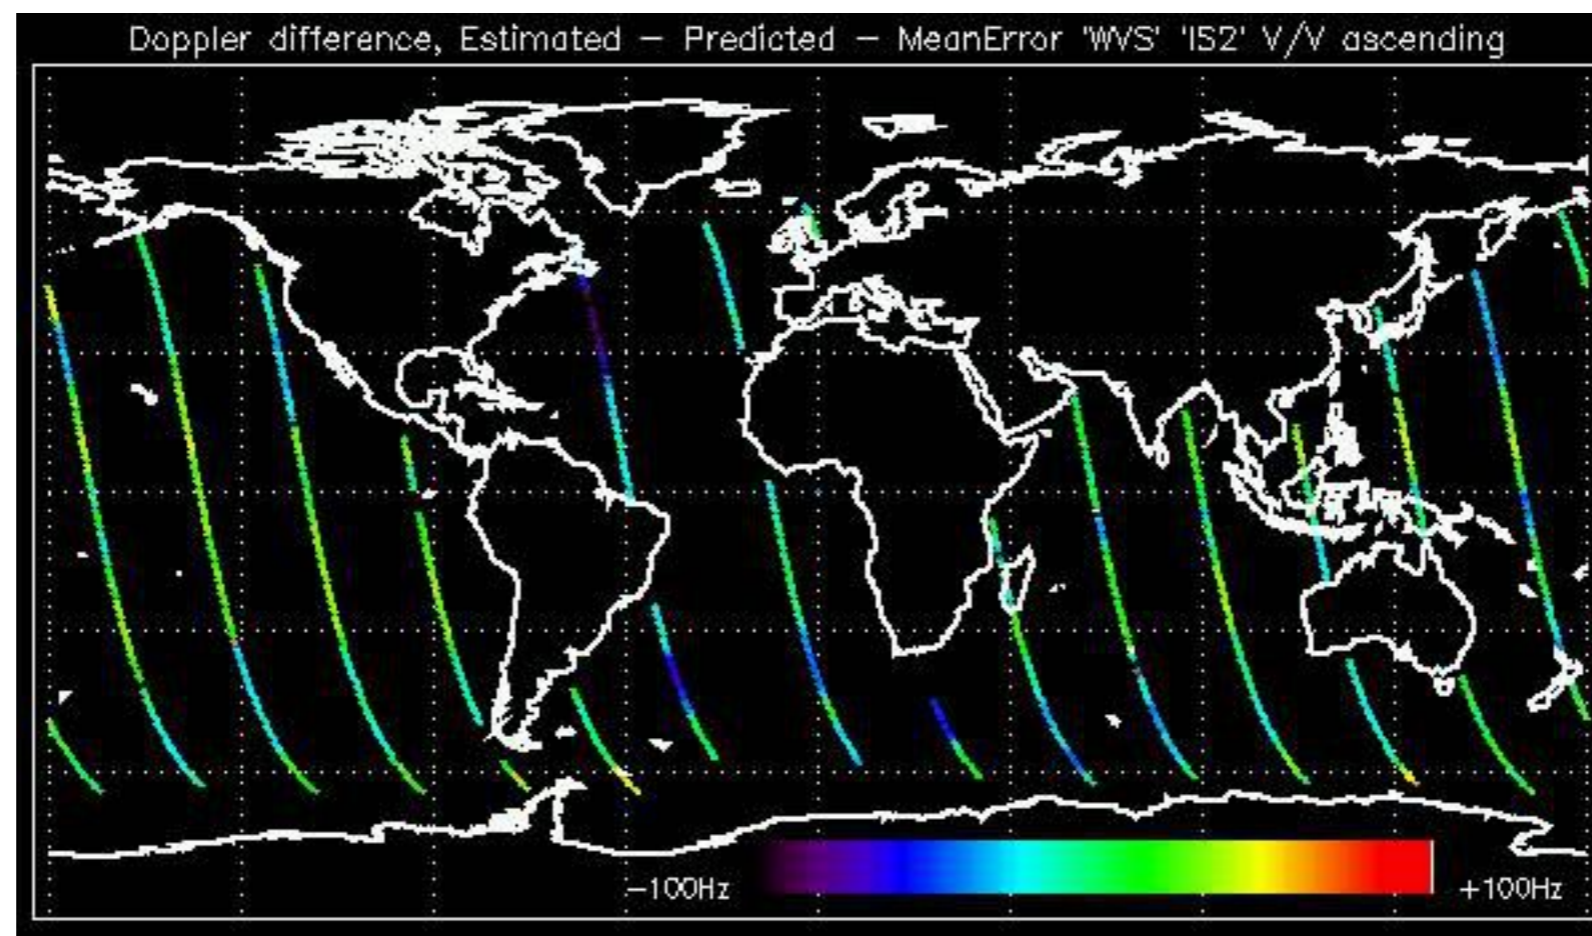 Doppler difference, Estimated − Predicted − MeanError 'WVS' 'IS2' V/V ascending
−100Hz +100Hz